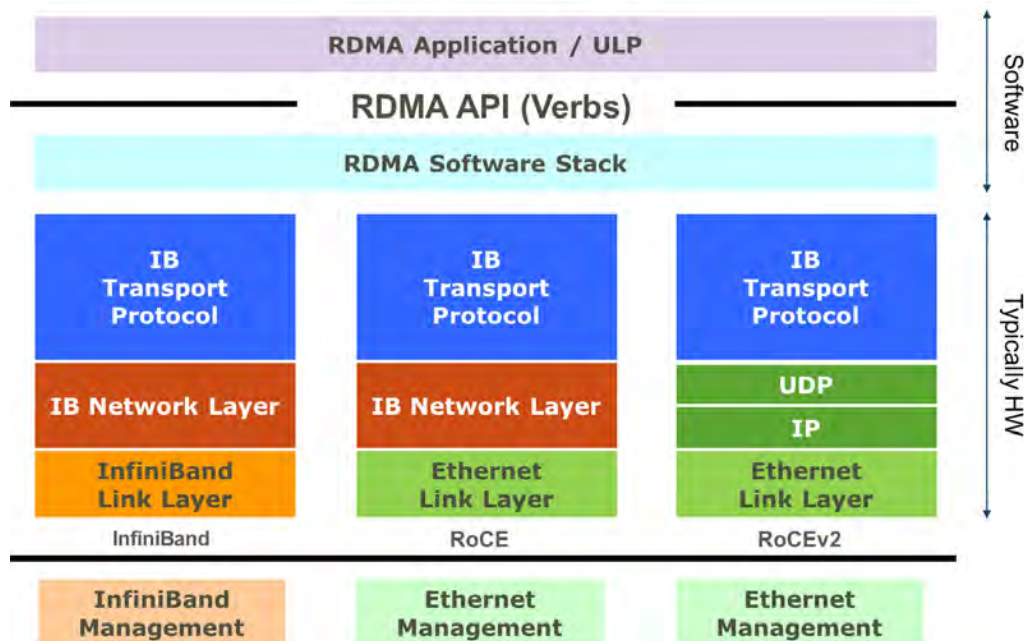 RDMA Application / ULP
RDMA API (Verbs)
RDMA Software Stack
Software
IB
Transport
Protocol
IB
Transport
Protocol
IB
Transport
Protocol
Typically HW
IB Network Layer
IB Network Layer
UDP
IP
InfiniBand
Link Layer
Ethernet
Link Layer
Ethernet
Link Layer
InfiniBand
RoCE
RoCEv2
InfiniBand
Management
Ethernet
Management
Ethernet
Management